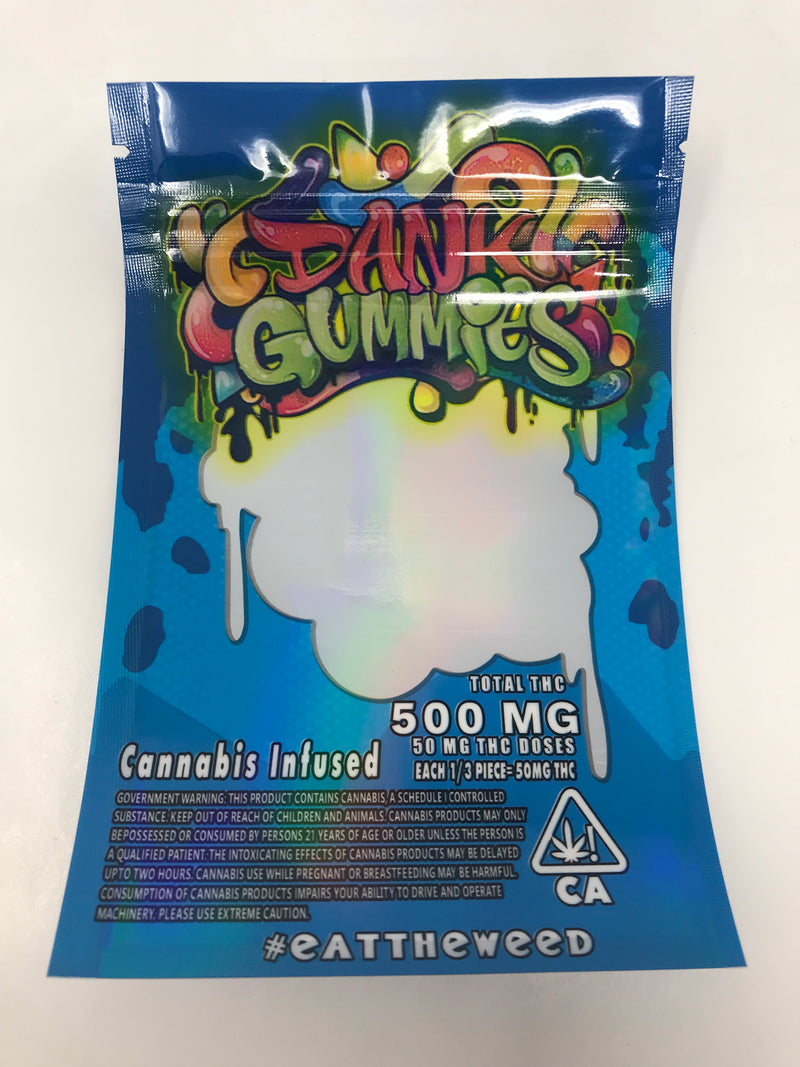 DANK
GUMMIES
TOTAL THC
500 MG
50 MG THC DOSES
EACH 1/3 PIECE=50MG THC
Cannabis Infused
GOVERNMENT WARNING: THIS PRODUCT CONTAINS CANNABIS, A SCHEDULE I CONTROLLED
SUBSTANCE. KEEP OUT OF REACH OF CHILDREN AND ANIMALS. CANNABIS PRODUCTS MAY ONLY
BEPOSSESSED OR CONSUMED BY PERSONS 21 YEARS OF AGE OR OLDER UNLESS THE PERSON IS
A QUALIFIED PATIENT. THE INTOXICATING EFFECTS OF CANNABIS PRODUCTS MAY BE DELAYED
UPTO TWO HOURS. CANNABIS USE WHILE PREGNANT OR BREASTFEEDING MAY BE HARMFUL.
CONSUMPTION OF CANNABIS PRODUCTS IMPAIRS YOUR ABILITY TO DRIVE AND OPERATE
MACHINERY. PLEASE USE EXTREME CAUTION.
!
CA
#EATTHEWEED